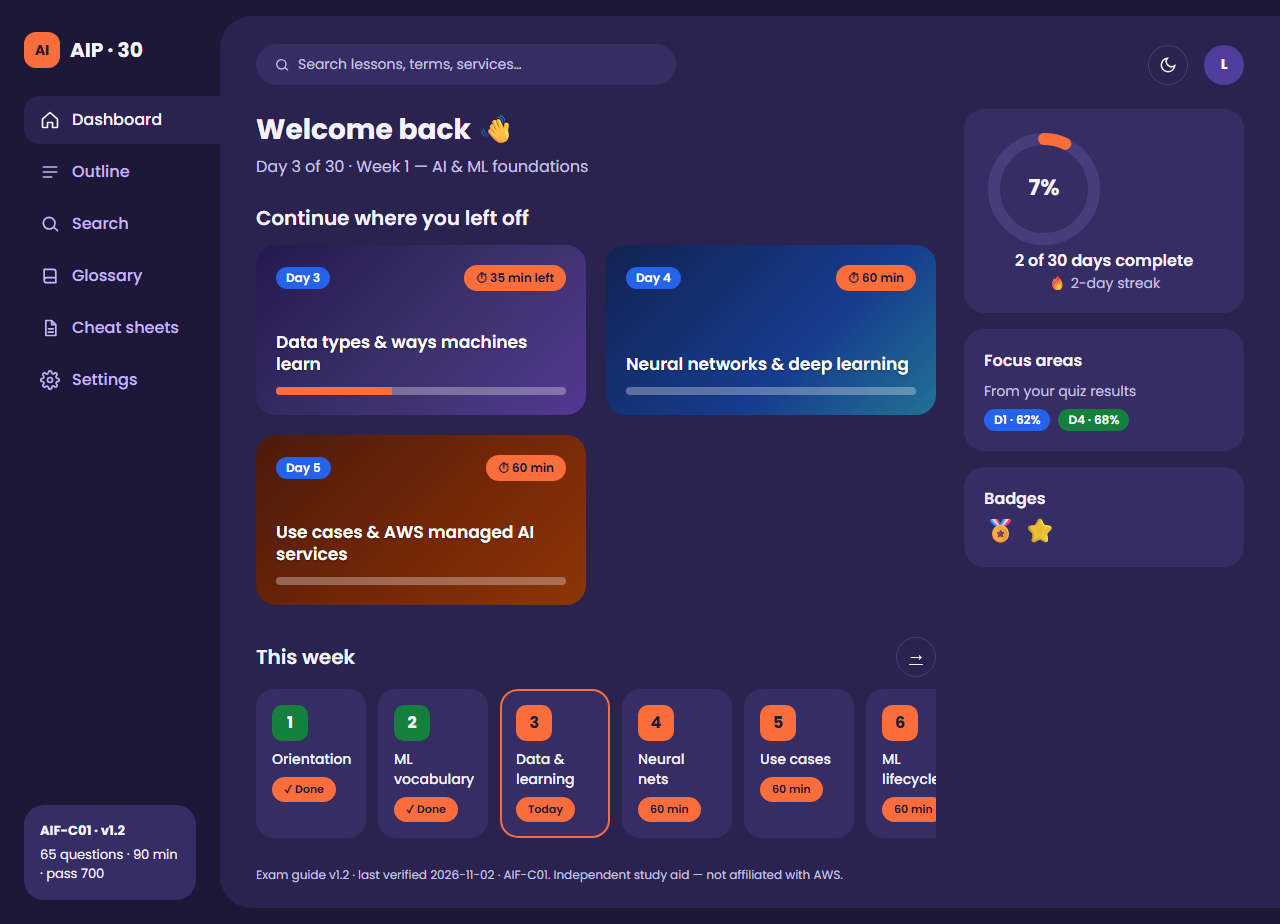 AI AIP · 30
Dashboard
Outline
Search
Glossary
Cheat sheets
Settings
AIF-C01 · v1.2
65 questions · 90 min
· pass 700
Search lessons, terms, services…
L
Welcome back 👋
Day 3 of 30 · Week 1 — AI & ML foundations
Continue where you left off
Day 3
⏱ 35 min left
Data types & ways machines
learn
Day 4
⏱ 60 min
Neural networks & deep learning
Day 5
⏱ 60 min
Use cases & AWS managed AI
services
This week
→
1
Orientation
✓ Done
2
ML
vocabulary
✓ Done
3
Data &
learning
Today
4
Neural
nets
60 min
5
Use cases
60 min
6
ML
lifecycle
60 min
Exam guide v1.2 · last verified 2026-11-02 · AIF-C01. Independent study aid — not affiliated with AWS.
7%
2 of 30 days complete
🔥 2-day streak
Focus areas
From your quiz results
D1 · 62%
D4 · 68%
Badges